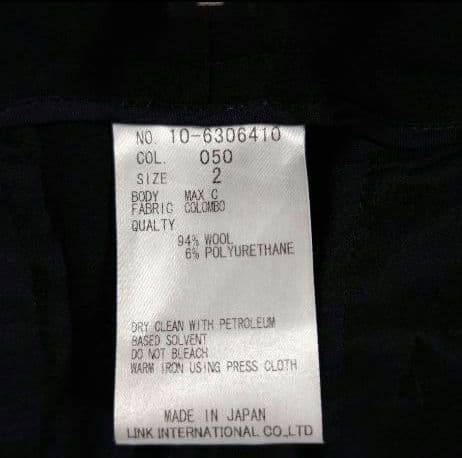 NO. 10-6306410
COL. 050
SIZE 2
BODY MAX C
FABRIC COLOMBO
QUALTY
94% WOOL
6% POLYURETHANE
DRY CLEAN WITH PETROLEUM
BASED SOLVENT
DO NOT BLEACH
WARM IRON USING PRESS CLOTH
MADE IN JAPAN
LINK INTERNATIONAL CO.,LTD